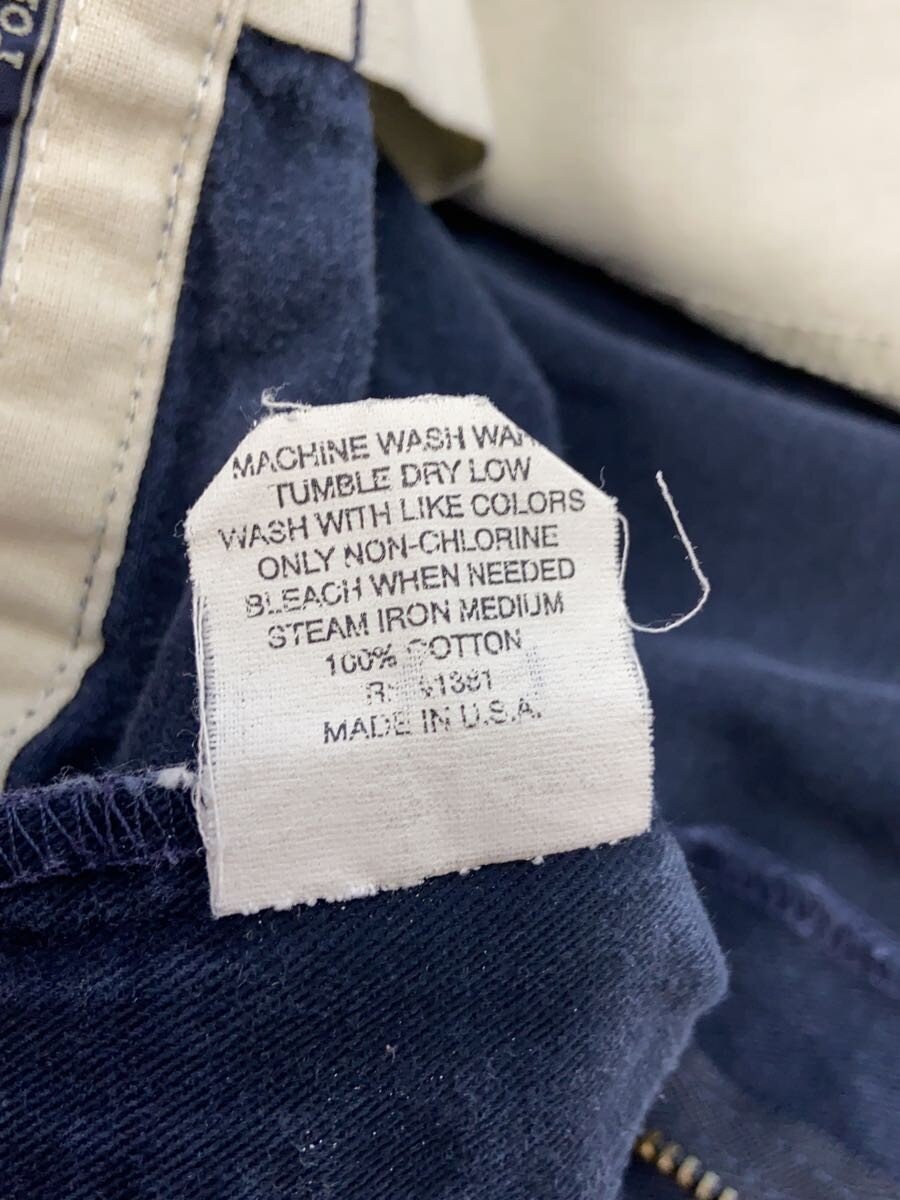 MACHINE WASH WAR
TUMBLE DRY LOW
WASH WITH LIKE COLORS
ONLY NON-CHLORINE
BLEACH WHEN NEEDED
STEAM IRON MEDIUM
100% COTTON
MADE IN U.S.A.